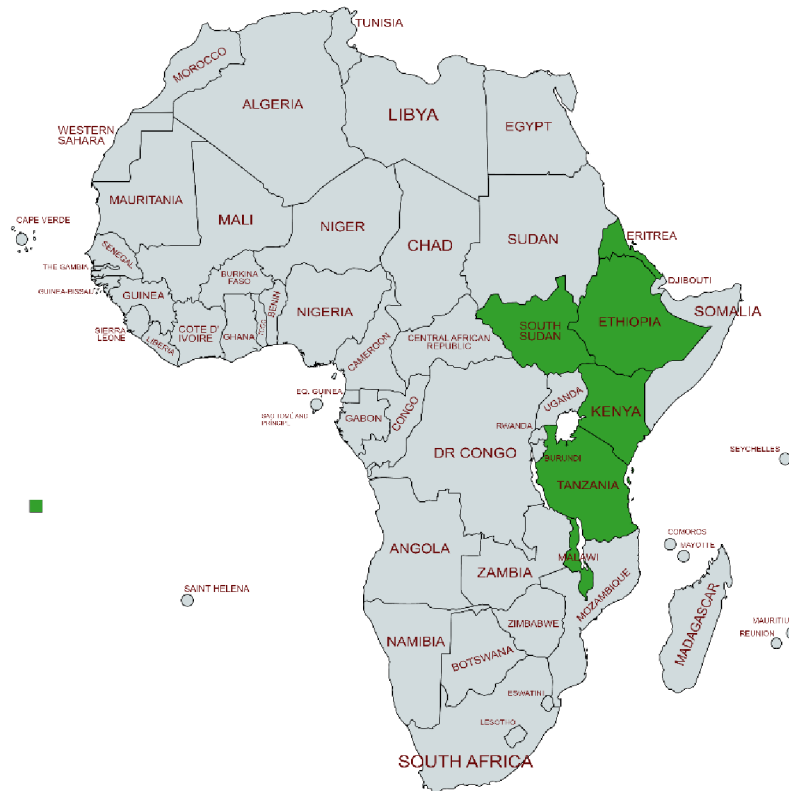 TUNISIA
MOROCCO
ALGERIA
LIBYA
EGYPT
WESTERN
SAHARA
MAURITANIA
MALI
NIGER
CHAD
SUDAN
ERITREA
CAPE VERDE
SENEGAL
THE GAMBIA
GUINEA-BISSAU
GUINEA
BURKINA
FASO
BENIN
NIGERIA
DJIBOUTI
SOMALIA
ETHIOPIA
SOUTH
SUDAN
SIERRA
LEONE
LIBERIA
COTE D'
IVOIRE
GHANA
TOGO
CAMEROON
CENTRAL AFRICAN
REPUBLIC
EQ. GUINEA
SAO TOMÉ AND
PRINCIPE
GABON
CONGO
UGANDA
KENYA
RWANDA
DR CONGO
BURUNDI
TANZANIA
SEYCHELLES
ANGOLA
ZAMBIA
MALAWI
COMOROS
MAYOTTE
MOZAMBIQUE
SAINT HELENA
ZIMBABWE
MADAGASCAR
MAURITIU
REUNION
NAMIBIA
BOTSWANA
ESWATINI
LESOTHO
SOUTH AFRICA